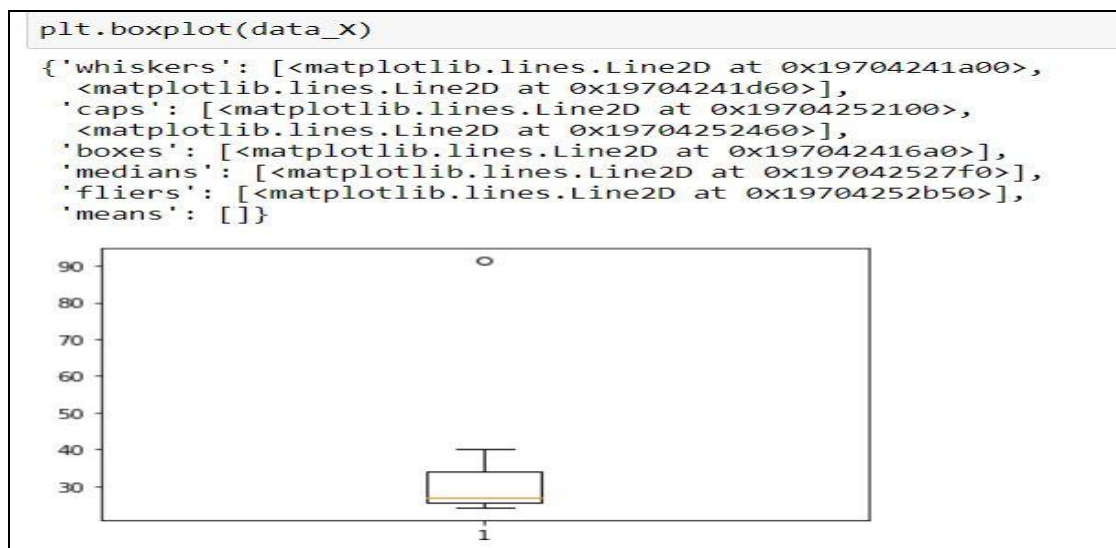 plt.boxplot(data_X)
{'whiskers': [<matplotlib.lines.Line2D at 0x19704241a00>,
<matplotlib.lines.Line2D at 0x19704241d60>],
'caps': [<matplotlib.lines.Line2D at 0x19704252100>,
<matplotlib.lines.Line2D at 0x19704252460>],
'boxes': [<matplotlib.lines.Line2D at 0x197042416a0>],
'medians': [<matplotlib.lines.Line2D at 0x197042527f0>],
'fliers': [<matplotlib.lines.Line2D at 0x19704252b50>],
'means': []}
90
80
70
60
50
40
30
1